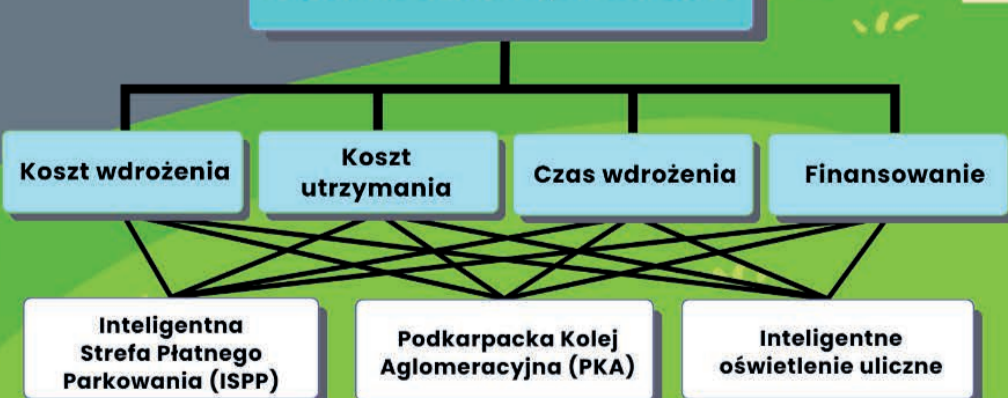 Koszt wdrożenia
Koszt
utrzymania
Czas wdrożenia
Finansowanie
Inteligentna
Strefa Płatnego
Parkowania (ISPP)
Podkarpacka Kolej
Aglomeracyjna (PKA)
Inteligentne
oświetlenie uliczne